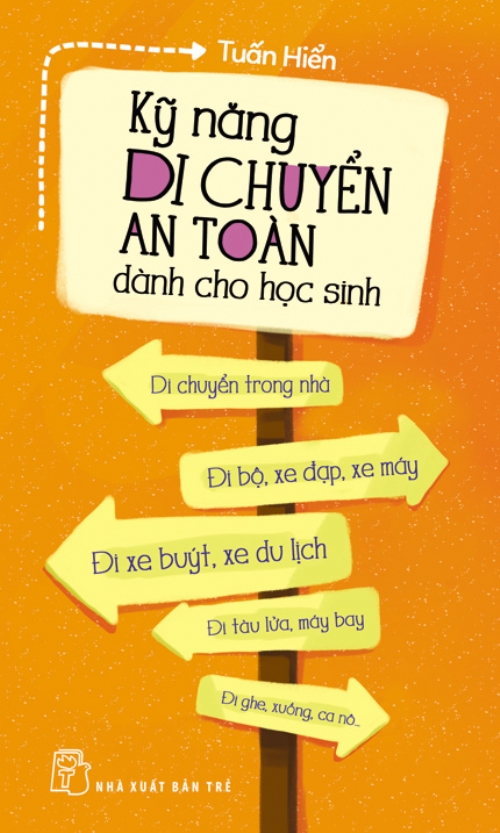 Tuấn Hiển
Kỹ năng
DI CHUYỂN
AN TOÀN
dành cho học sinh
Di chuyển trong nhà
Đi bộ, xe đạp, xe máy
Đi xe buýt, xe du lịch
Đi tàu lửa, máy bay
Đi ghe, xuồng, ca nô...
NHÀ XUẤT BẢN TRẺ